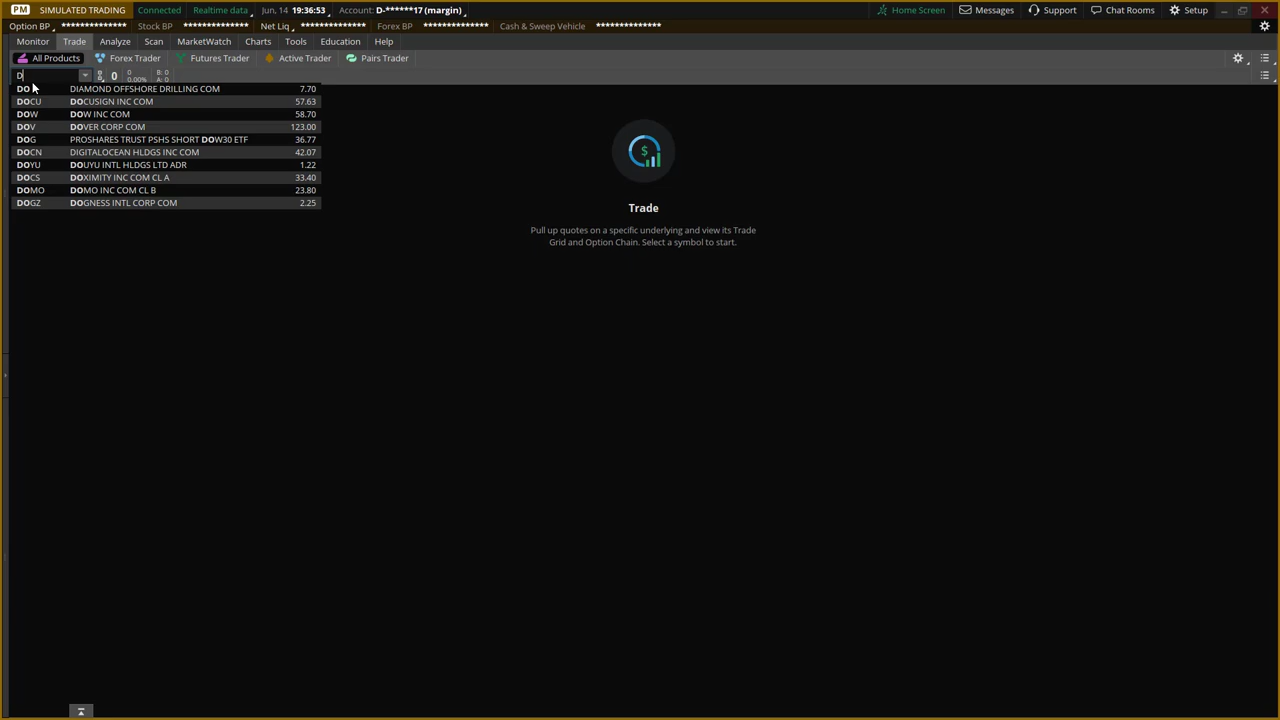 PM SIMULATED TRADING Connected Realtime data Jun, 14 19:36:53 Account: D-******17 (margin) Home Screen Messages Support Chat Rooms Setup
Option BP ************** Stock BP ************** Net Liq ************** Forex BP ************** Cash & Sweep Vehicle **************
Monitor Trade Analyze Scan MarketWatch Charts Tools Education Help
All Products Forex Trader Futures Trader Active Trader Pairs Trader
D 0 0 B: 0
0.00% A: 0
DO DIAMOND OFFSHORE DRILLING COM 7.70
DOCU DOCUSIGN INC COM 57.63
DOW DOW INC COM 58.70
DOV DOVER CORP COM 123.00
DOG PROSHARES TRUST PSHS SHORT DOW30 ETF 36.77
DOCN DIGITALOCEAN HLDGS INC COM 42.07
DOYU DOUYU INTL HLDGS LTD ADR 1.22
DOCS DOXIMITY INC COM CL A 33.40
DOMO DOMO INC COM CL B 23.80
DOGZ DOGNESS INTL CORP COM 2.25
$
Trade
Pull up quotes on a specific underlying and view its Trade
Grid and Option Chain. Select a symbol to start.